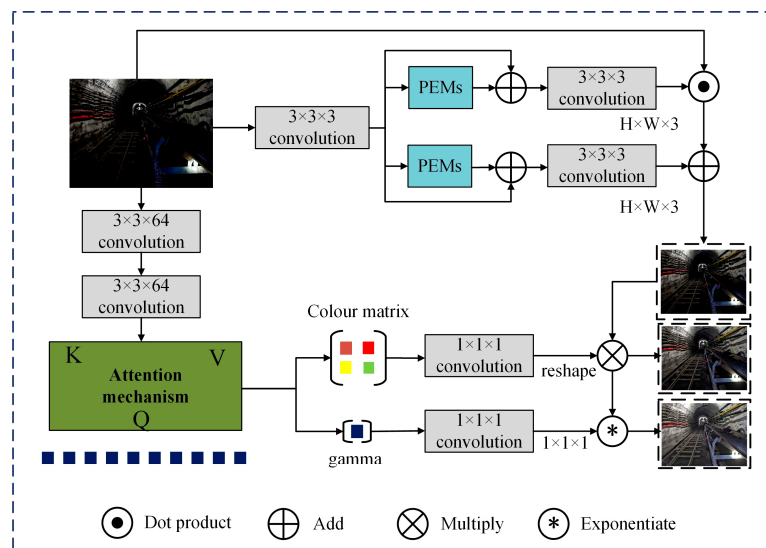 PEMs
3×3×3
convolution
H×W×3
3×3×3
convolution
PEMs
3×3×3
convolution
H×W×3
3×3×64
convolution
3×3×64
convolution
K
V
Attention
mechanism
Q
Colour matrix
1×1×1
convolution
reshape
gamma
1×1×1
convolution
1×1×1
Dot product
Add
Multiply
Exponentiate